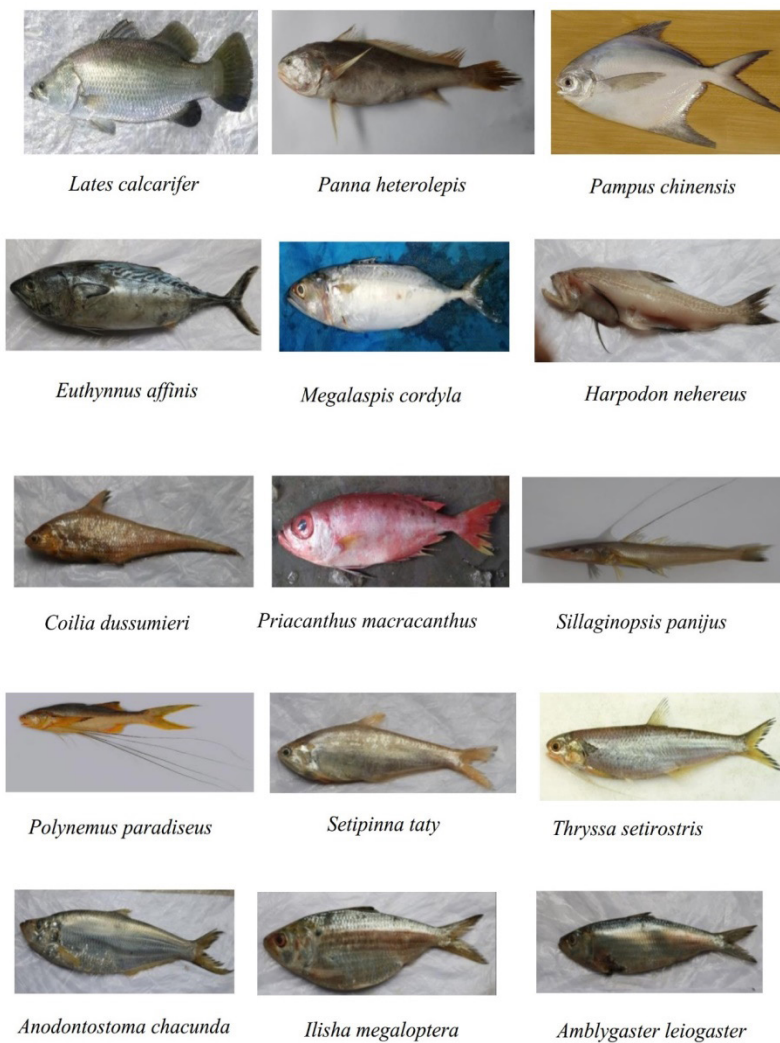 Lates calcarifer
Panna heterolepis
Pampus chinensis
Euthynnus affinis
Megalaspis cordyla
Harpodon nehereus
Coilia dussumieri
Priacanthus macracanthus
Sillaginopsis panijus
Polynemus paradiseus
Setipinna taty
Thryssa setirostris
Anodontostoma chacunda
Ilisha megaloptera
Amblygaster leiogaster